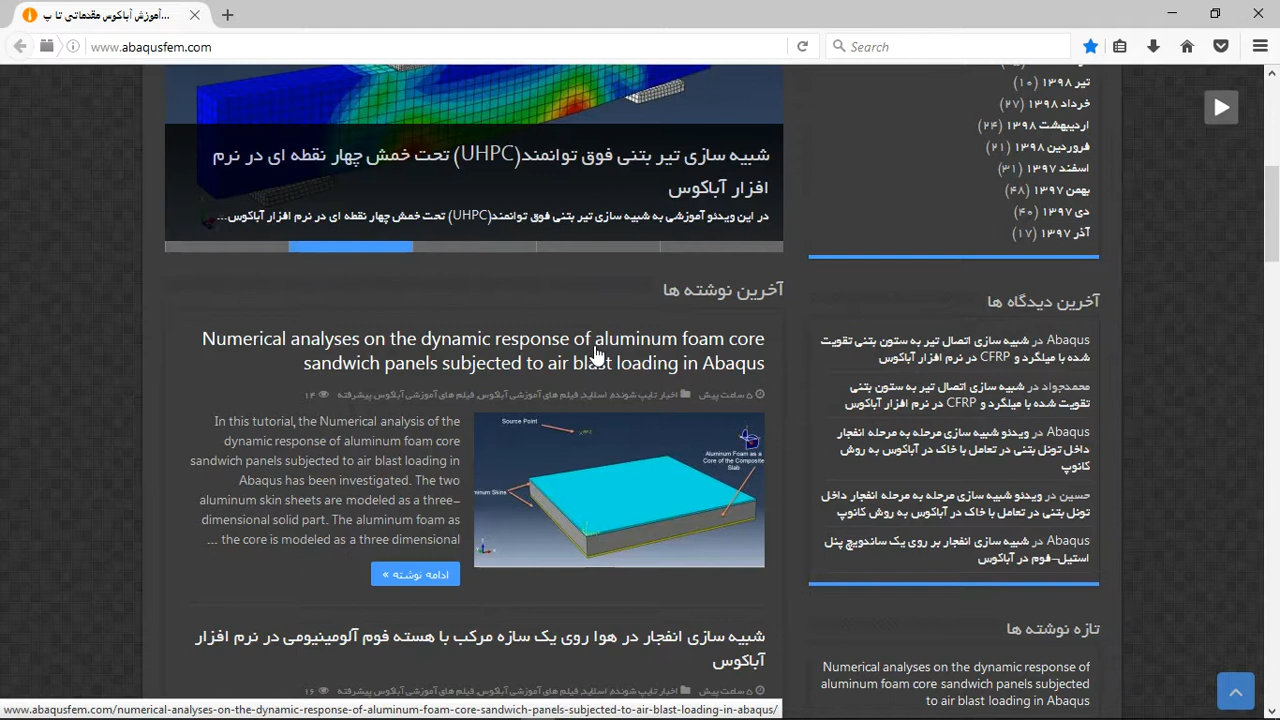 آموزش آباکوس مقدماتی تا پ...
www.abaqusfem.com
Search
شبیه سازی تیر بتنی فوق توانمند(UHPC) تحت خمش چهار نقطه ای در نرم
افزار آباکوس
در این ویدئو آموزشی به شبیه سازی تیر بتنی فوق توانمند(UHPC) تحت خمش چهار نقطه ای در نرم افزار آباکوس...
تیر ۱۳۹۸ (۱۰)
خرداد ۱۳۹۸ (۲۷)
اردیبهشت ۱۳۹۸ (۲۴)
فروردین ۱۳۹۸ (۲۱)
اسفند ۱۳۹۷ (۳۱)
بهمن ۱۳۹۷ (۴۸)
دی ۱۳۹۷ (۴۰)
آذر ۱۳۹۷ (۱۷)
آخرین نوشته ها
Numerical analyses on the dynamic response of aluminum foam core
sandwich panels subjected to air blast loading in Abaqus
۵ ساعت پیش اخبار تایپ شونده, اسلاید, فیلم های آموزشی آباکوس, فیلم های آموزشی آباکوس پیشرفته ۱۴
In this tutorial, the Numerical analysis of the
dynamic response of aluminum foam core
sandwich panels subjected to air blast loading in
Abaqus has been investigated. The two
aluminum skin sheets are modeled as a three-
dimensional solid part. The aluminum foam as
the core is modeled as a three dimensional ...
Source Point
Aluminum Foam as a
Core of the Composite
Slab
minum Skins
ادامه نوشته »
شبیه سازی انفجار در هوا روی یک سازه مرکب با هسته فوم آلومینیومی در نرم افزار
آباکوس
۵ ساعت پیش اخبار تایپ شونده, اسلاید, فیلم های آموزشی آباکوس, فیلم های آموزشی آباکوس پیشرفته ۱۶
آخرین دیدگاه ها
Abaqus در شبیه سازی اتصال تیر به ستون بتنی تقویت
شده با میلگرد و CFRP در نرم افزار آباکوس
محمدجواد در شبیه سازی اتصال تیر به ستون بتنی
تقویت شده با میلگرد و CFRP در نرم افزار آباکوس
Abaqus در ویدئو شبیه سازی مرحله به مرحله انفجار
داخل تونل بتنی در تعامل با خاک در آباکوس به روش
کانوپ
حسین در ویدئو شبیه سازی مرحله به مرحله انفجار داخل
تونل بتنی در تعامل با خاک در آباکوس به روش کانوپ
Abaqus در شبیه سازی انفجار بر روی یک ساندویچ پنل
استیل-فوم در آباکوس
تازه نوشته ها
Numerical analyses on the dynamic response of
aluminum foam core sandwich panels subjected
to air blast loading in Abaqus
www.abaqusfem.com/numerical-analyses-on-the-dynamic-response-of-aluminum-foam-core-sandwich-panels-subjected-to-air-blast-loading-in-abaqus/